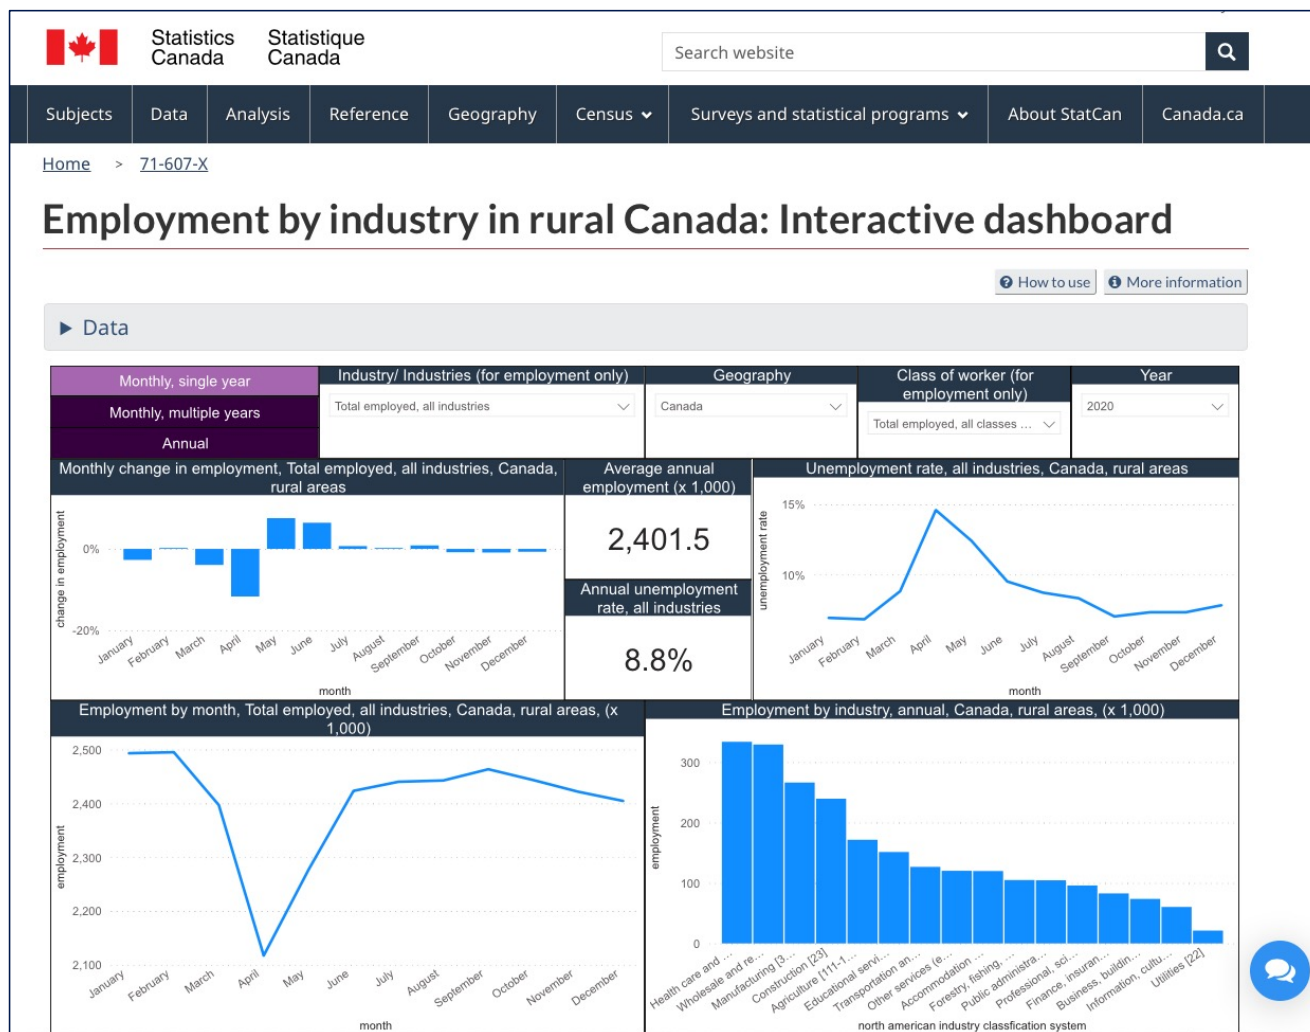 Statistics Canada
Statistique Canada
Search website
Subjects
Data
Analysis
Reference
Geography
Census
Surveys and statistical programs
About StatCan
Canada.ca
Home > 71-607-X
Employment by industry in rural Canada: Interactive dashboard
How to use
More information
Data
Monthly, single year
Monthly, multiple years
Annual
Industry/ Industries (for employment only)
Total employed, all industries
Geography
Canada
Class of worker (for
employment only)
Total employed, all classes ...
Year
2020
Monthly change in employment, Total employed, all industries, Canada,
rural areas
change in employment
0%
-20%
January
February
March
April
May
June
July
August
September
October
November
December
month
Average annual
employment (x 1,000)
2,401.5
Annual unemployment
rate, all industries
8.8%
Unemployment rate, all industries, Canada, rural areas
unemployment rate
15%
10%
January
February
March
April
May
June
July
August
September
October
November
December
month
Employment by month, Total employed, all industries, Canada, rural areas, (x
1,000)
employment
2,500
2,400
2,300
2,200
2,100
January
February
March
April
May
June
July
August
September
October
November
December
month
Employment by industry, annual, Canada, rural areas, (x 1,000)
employment
300
200
100
0
Health care and ...
Wholesale and re...
Manufacturing [3...
Construction [23]
Agriculture [111-1...
Educational servi...
Transportation an...
Other services (e...
Accommodation ...
Forestry, fishing, ...
Public administra...
Professional, sci...
Finance, insuran...
Business, buildin...
Information, cultu...
Utilities [22]
north american industry classfication system